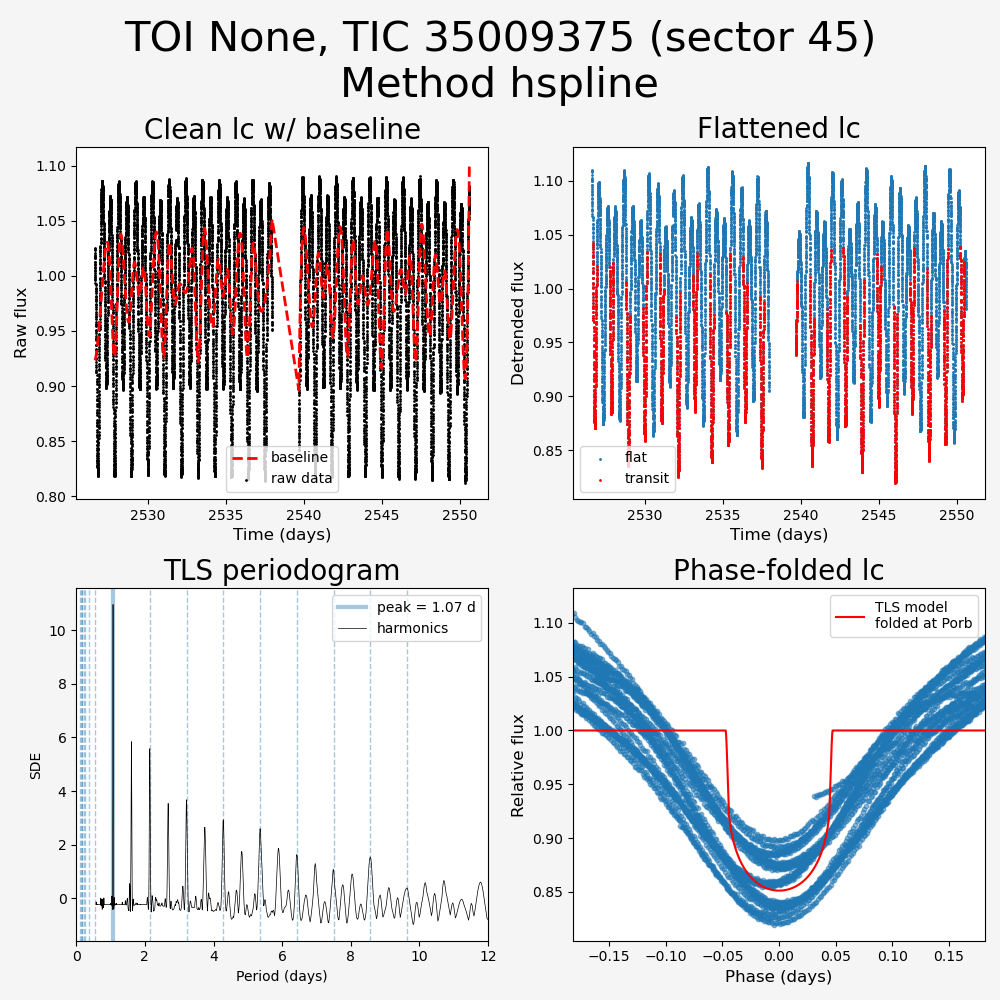 TOI None, TIC 35009375 (sector 45)
Method hspline
Clean lc w/ baseline
Raw flux
1.10
1.05
1.00
0.95
0.90
0.85
0.80
baseline
raw data
2530
2535
2540
2545
2550
Time (days)
Flattened lc
Detrended flux
1.10
1.05
1.00
0.95
0.90
0.85
flat
transit
2530
2535
2540
2545
2550
Time (days)
TLS periodogram
SDE
10
8
6
4
2
0
peak = 1.07 d
harmonics
0
2
4
6
8
10
12
Period (days)
Phase-folded lc
Relative flux
1.10
1.05
1.00
0.95
0.90
0.85
TLS model
folded at Porb
−0.15
−0.10
−0.05
0.00
0.05
0.10
0.15
Phase (days)